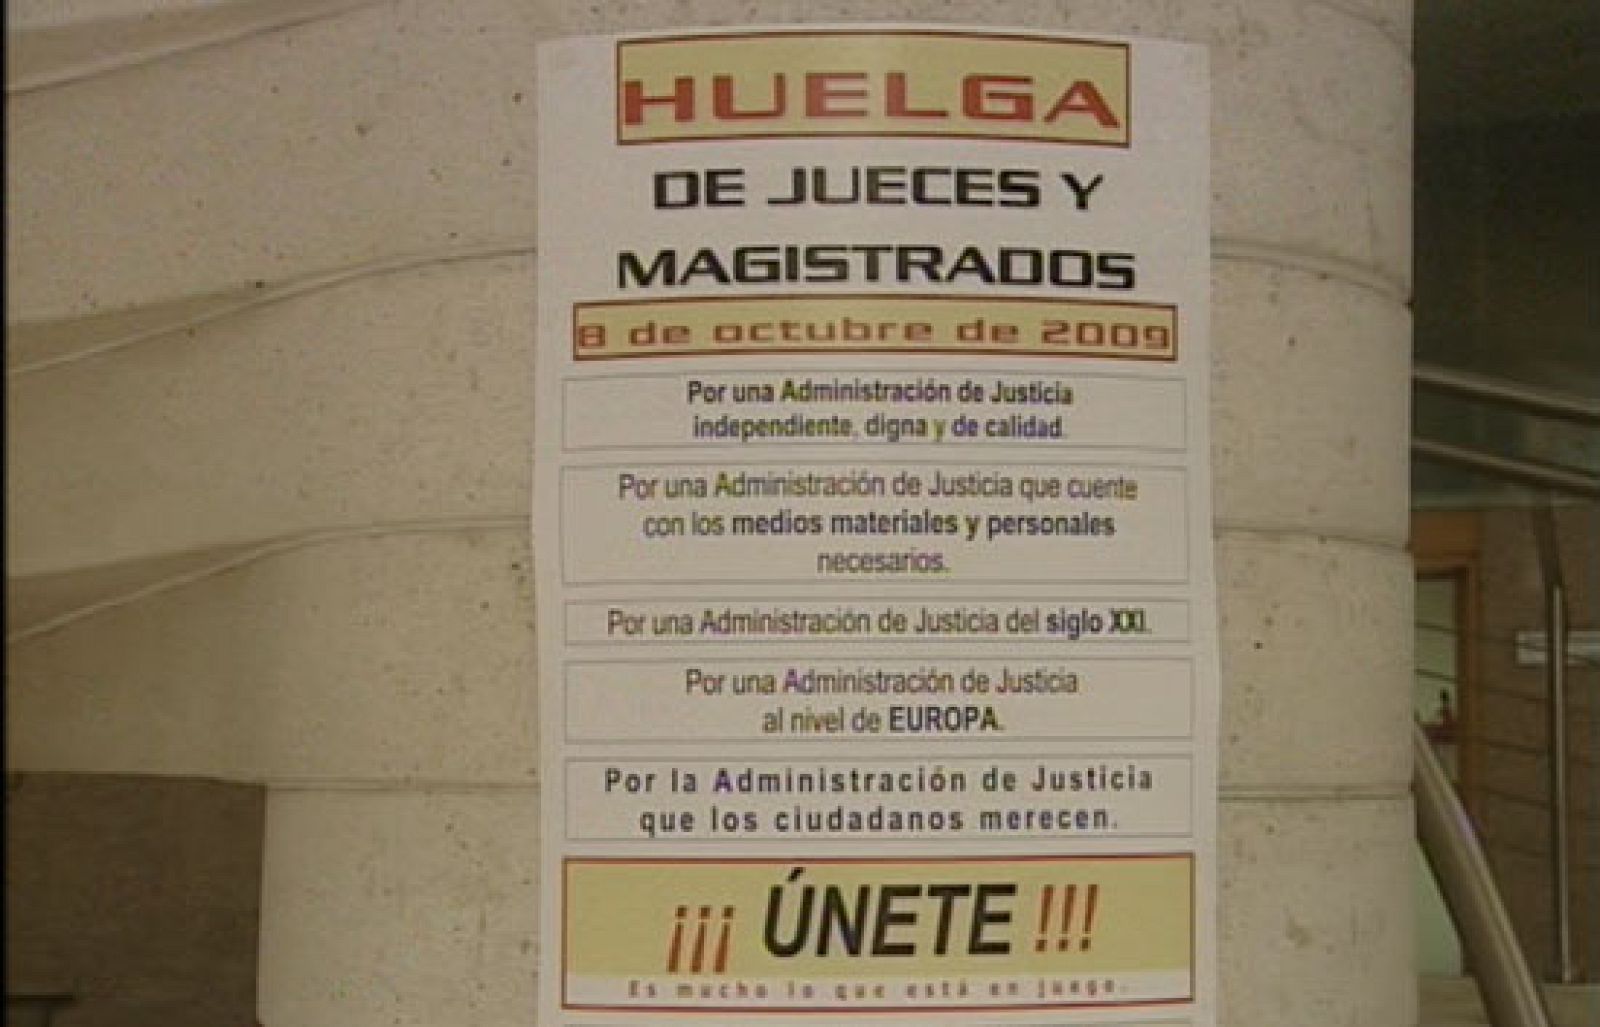 HUELGA
DE JUECES Y
MAGISTRADOS
8 de octubre de 2009
Por una Administración de Justicia
independiente, digna y de calidad.
Por una Administración de Justicia que cuente
con los medios materiales y personales
necesarios.
Por una Administración de Justicia del siglo XXI.
Por una Administración de Justicia
al nivel de EUROPA.
Por la Administración de Justicia
que los ciudadanos merecen.
¡¡¡ ÚNETE !!!
Es mucho lo que está en juego.